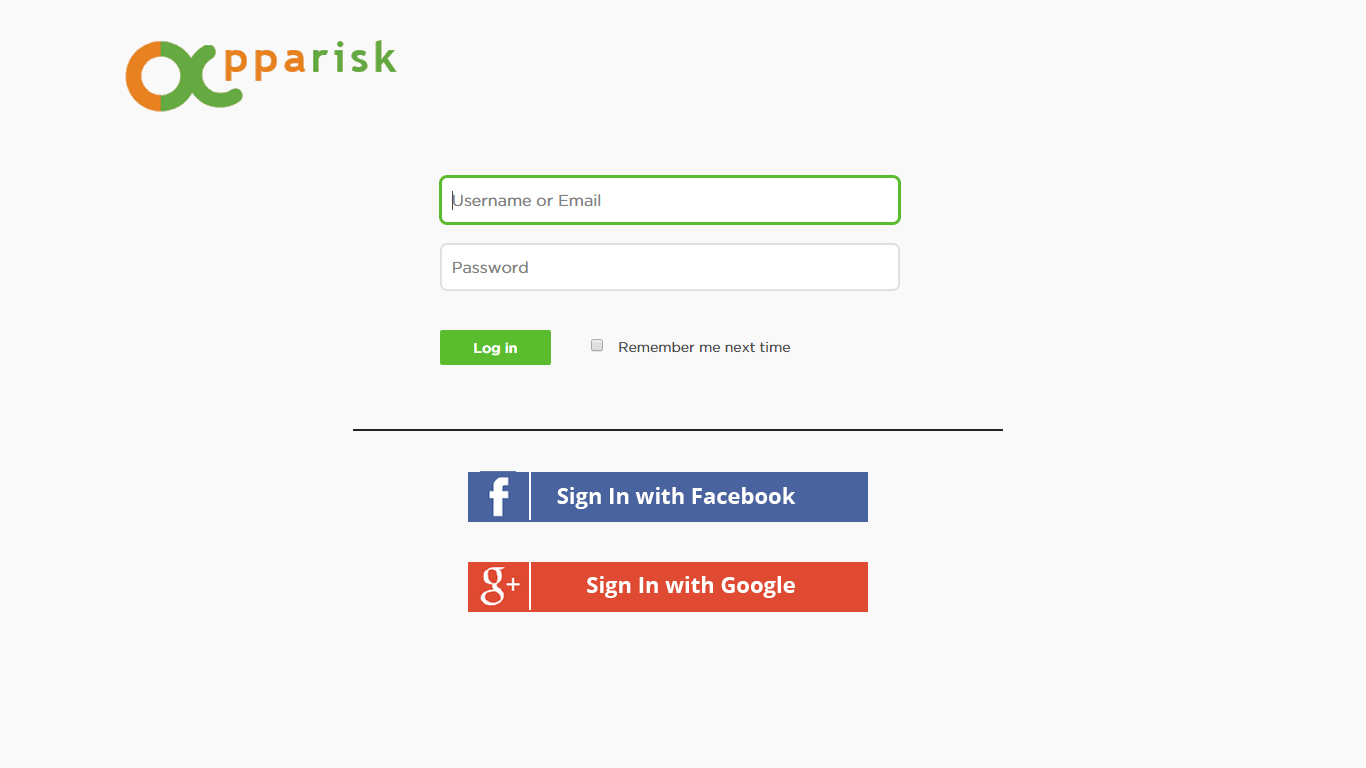 pparisk
Username or Email
Password
Log in
Remember me next time
f
Sign In with Facebook
g+
Sign In with Google